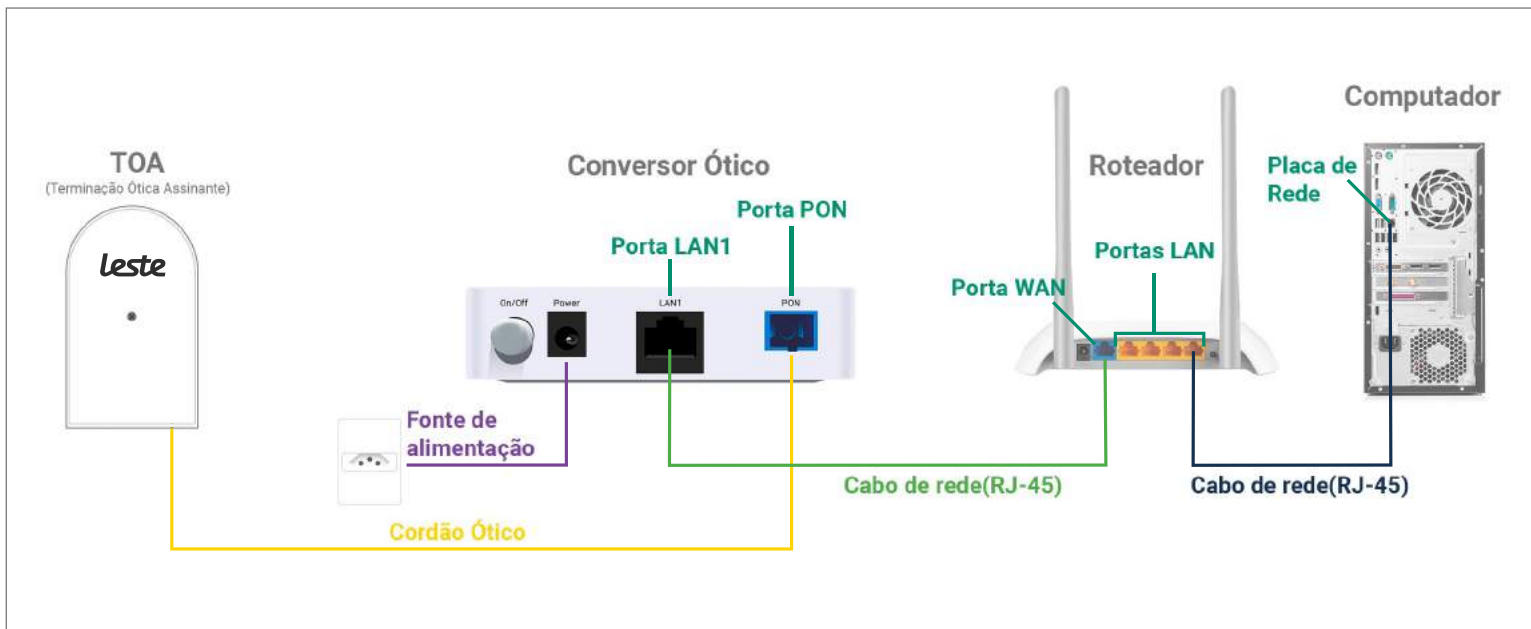 TOA
(Terminação Ótica Assinante)
leste
Conversor Ótico
Porta PON
Porta LAN1
On/Off
Power
LAN1
PON
Fonte de
alimentação
Cordão Ótico
Roteador
Portas LAN
Porta WAN
Cabo de rede(RJ-45)
Computador
Placa de
Rede
Cabo de rede(RJ-45)